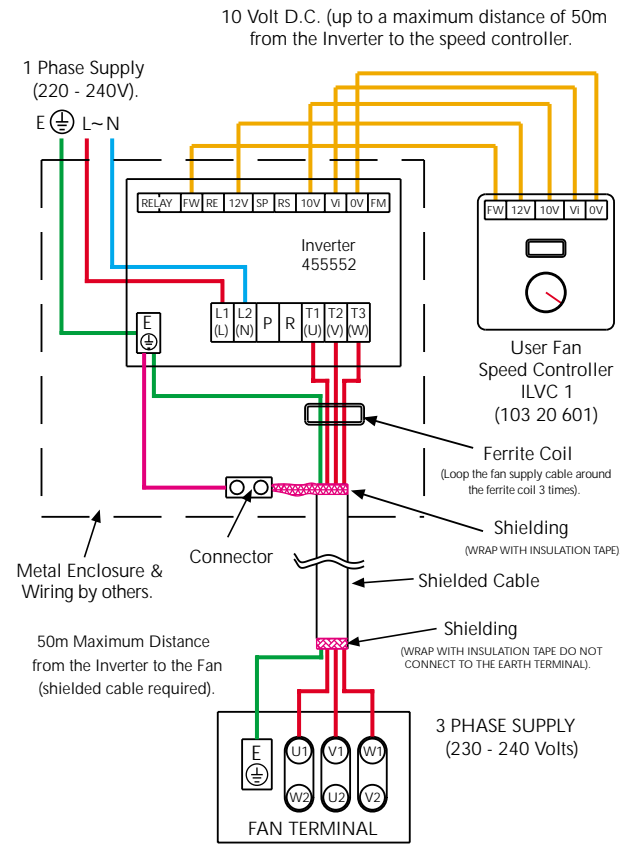 10 Volt D.C. (up to a maximum distance of 50m
from the Inverter to the speed controller.
1 Phase Supply
(220 - 240V).
E L~N
RELAY FW RE 12V SP RS 10V Vi 0V FM
Inverter
455552
L1 L2 P R T1 T2 T3
(L) (N) (U) (V) (W)
E
FW 12V 10V Vi 0V
User Fan
Speed Controller
ILVC 1
(103 20 601)
Ferrite Coil
(Loop the fan supply cable around
the ferrite coil 3 times).
Shielding
(WRAP WITH INSULATION TAPE)
Connector
Metal Enclosure &
Wiring by others.
Shielded Cable
50m Maximum Distance
from the Inverter to the Fan
(shielded cable required).
Shielding
(WRAP WITH INSULATION TAPE DO NOT
CONNECT TO THE EARTH TERMINAL).
3 PHASE SUPPLY
(230 - 240 Volts)
E U1 V1 W1
W2 U2 V2
FAN TERMINAL